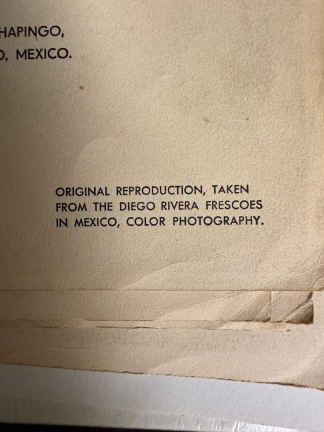 HAPINGO,
O, MEXICO.
ORIGINAL REPRODUCTION, TAKEN
FROM THE DIEGO RIVERA FRESCOES
IN MEXICO, COLOR PHOTOGRAPHY.